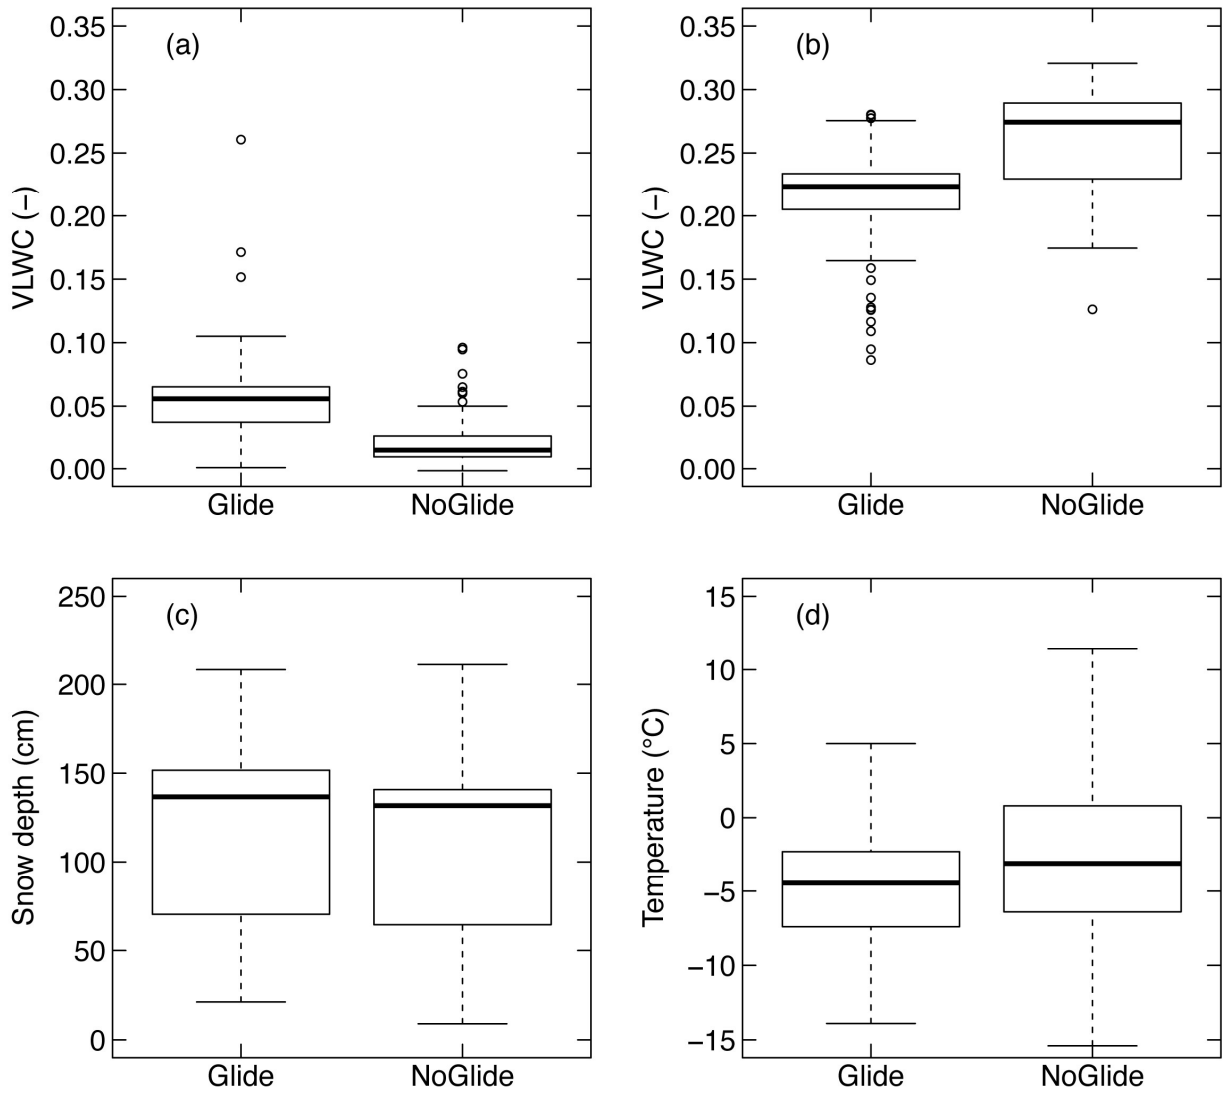 (a)
VLWC (−)
0.35
0.30
0.25
0.20
0.15
0.10
0.05
0.00
Glide NoGlide
(b)
VLWC (−)
0.35
0.30
0.25
0.20
0.15
0.10
0.05
0.00
Glide NoGlide
(c)
Snow depth (cm)
250
200
150
100
50
0
Glide NoGlide
(d)
Temperature (°C)
15
10
5
0
−5
−10
−15
Glide NoGlide